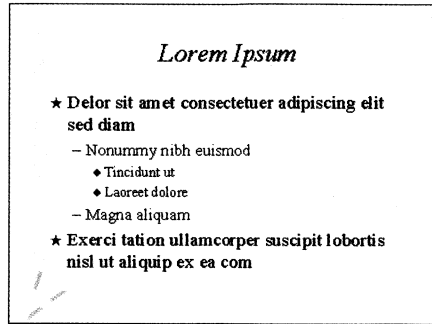 Lorem Ipsum
★ Delor sit amet consectetuer adipiscing elit
sed diam
– Nonummy nibh euismod
◆ Tincidunt ut
◆ Laoreet dolore
– Magna aliquam
★ Exerci tation ullamcorper suscipit lobortis
nisl ut aliquip ex ea com